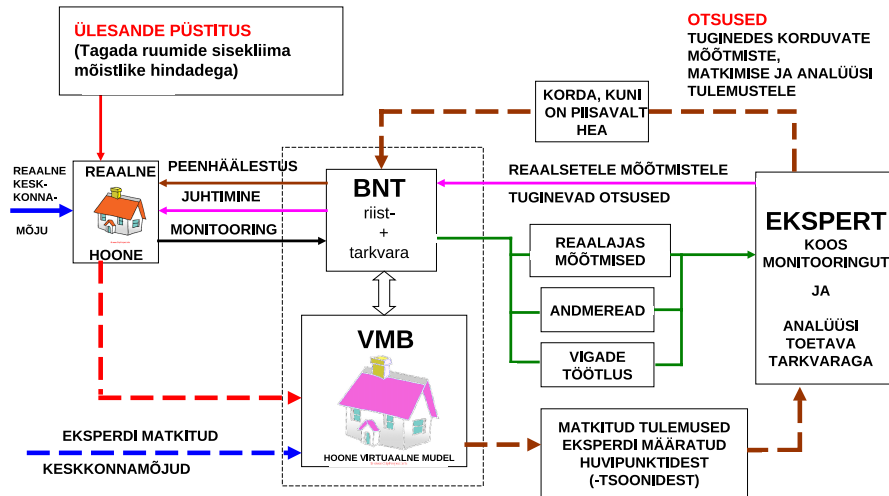 ÜLESANDE PÜSTITUS
(Tagada ruumide sisekliima
mõistlike hindadega)
OTSUSED
TUGINEDES KORDUVATE
MÕÕTMISTE,
MATKIMISE JA ANALÜÜSI
TULEMUSTELE
KORDA, KUNI
ON PIISAVALT
HEA
REAALNE
KESK-
KONNA-
MÕJU
REAALNE
HOONE
PEENHÄÄLESTUS
JUHTIMINE
MONITOORING
BNT
riist-
+
tarkvara
REAALSETELE MÕÕTMISTELE
TUGINEVAD OTSUSED
REAALAJAS
MÕÕTMISED
ANDMEREAD
VIGADE
TÖÖTLUS
EKSPERT
KOOS
MONITOORINGUT
JA
ANALÜÜSI
TOETAVA
TARKVARAGA
VMB
HOONE VIRTUAALNE MUDEL
EKSPERDI MATKITUD
KESKKONNAMÕJUD
MATKITUD TULEMUSED
EKSPERDI MÄÄRATUD
HUVIPUNKTIDEST
(-TSOONIDEST)